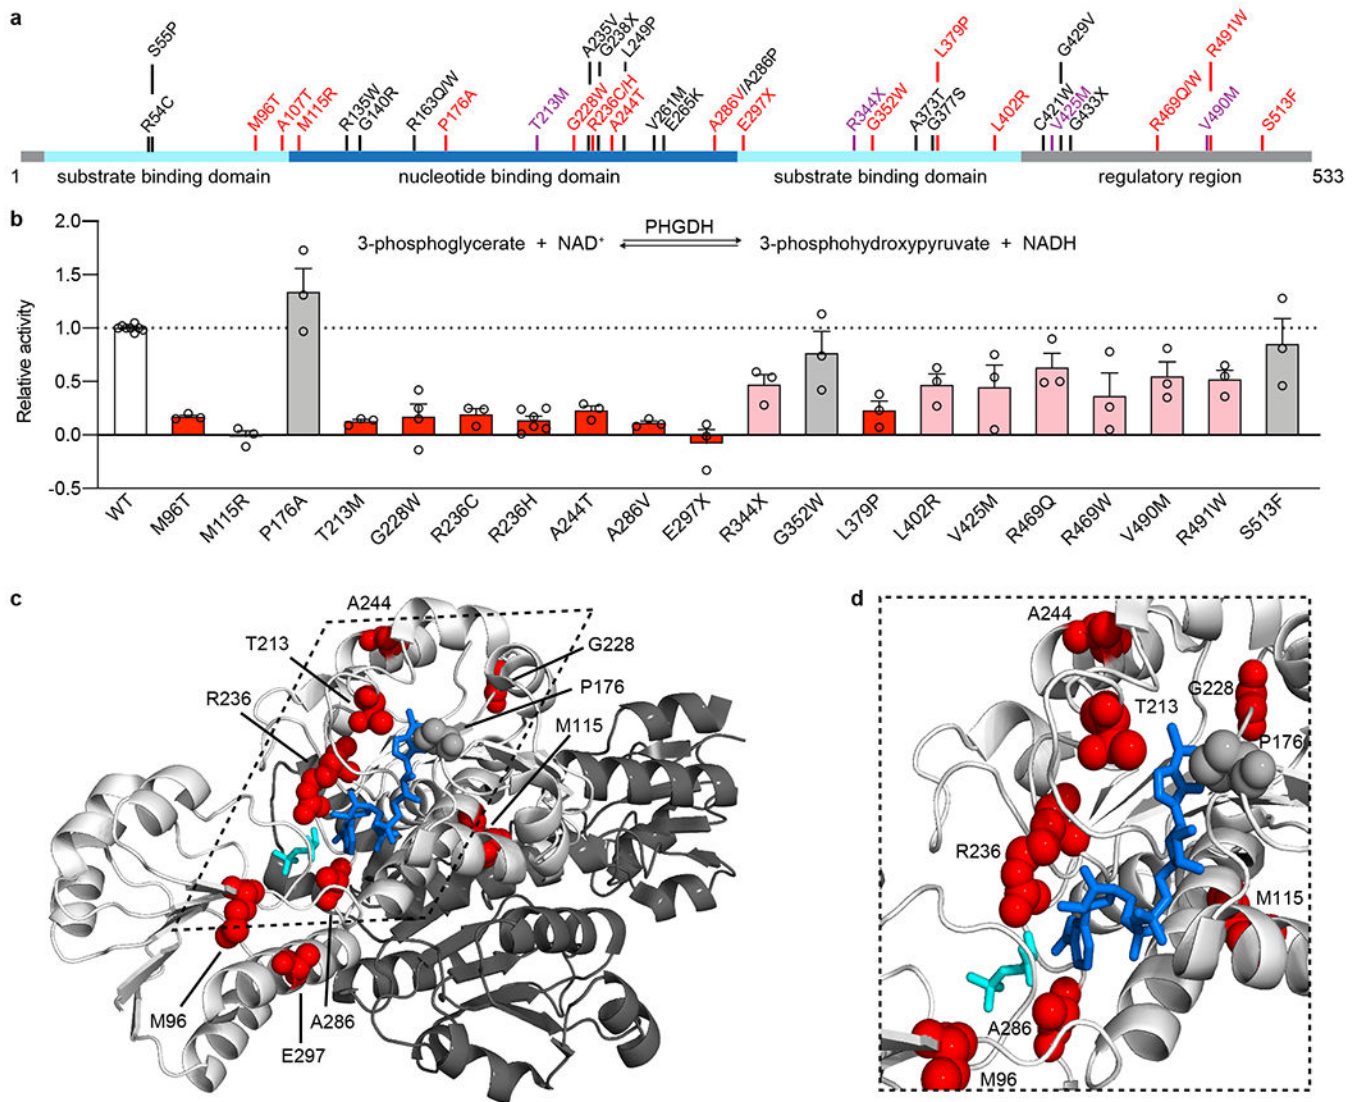 a
S55P
R54C
M96T
A107T
M115R
R135W
G140R
R163Q/W
P176A
T213M
G228W
A235V
R236C/H
G238X
A244T
L249P
V261M
E265K
A286V/A286P
E297X
R344X
G352W
A373T
G377S
L379P
L402R
C421W
V425M
G429V
G433X
R469Q/W
V490M
R491W
S513F
1
substrate binding domain
nucleotide binding domain
substrate binding domain
regulatory region
533
b
2.0
1.5
1.0
0.5
0.0
-0.5
Relative activity
3-phosphoglycerate + NAD⁺
PHGDH
3-phosphohydroxypyruvate + NADH
WT
M96T
M115R
P176A
T213M
G228W
R236C
R236H
A244T
A286V
E297X
R344X
G352W
L379P
L402R
V425M
R469Q
R469W
V490M
R491W
S513F
c
A244
T213
R236
G228
P176
M115
M96
A286
E297
d
A244
G228
T213
P176
R236
M115
A286
M96